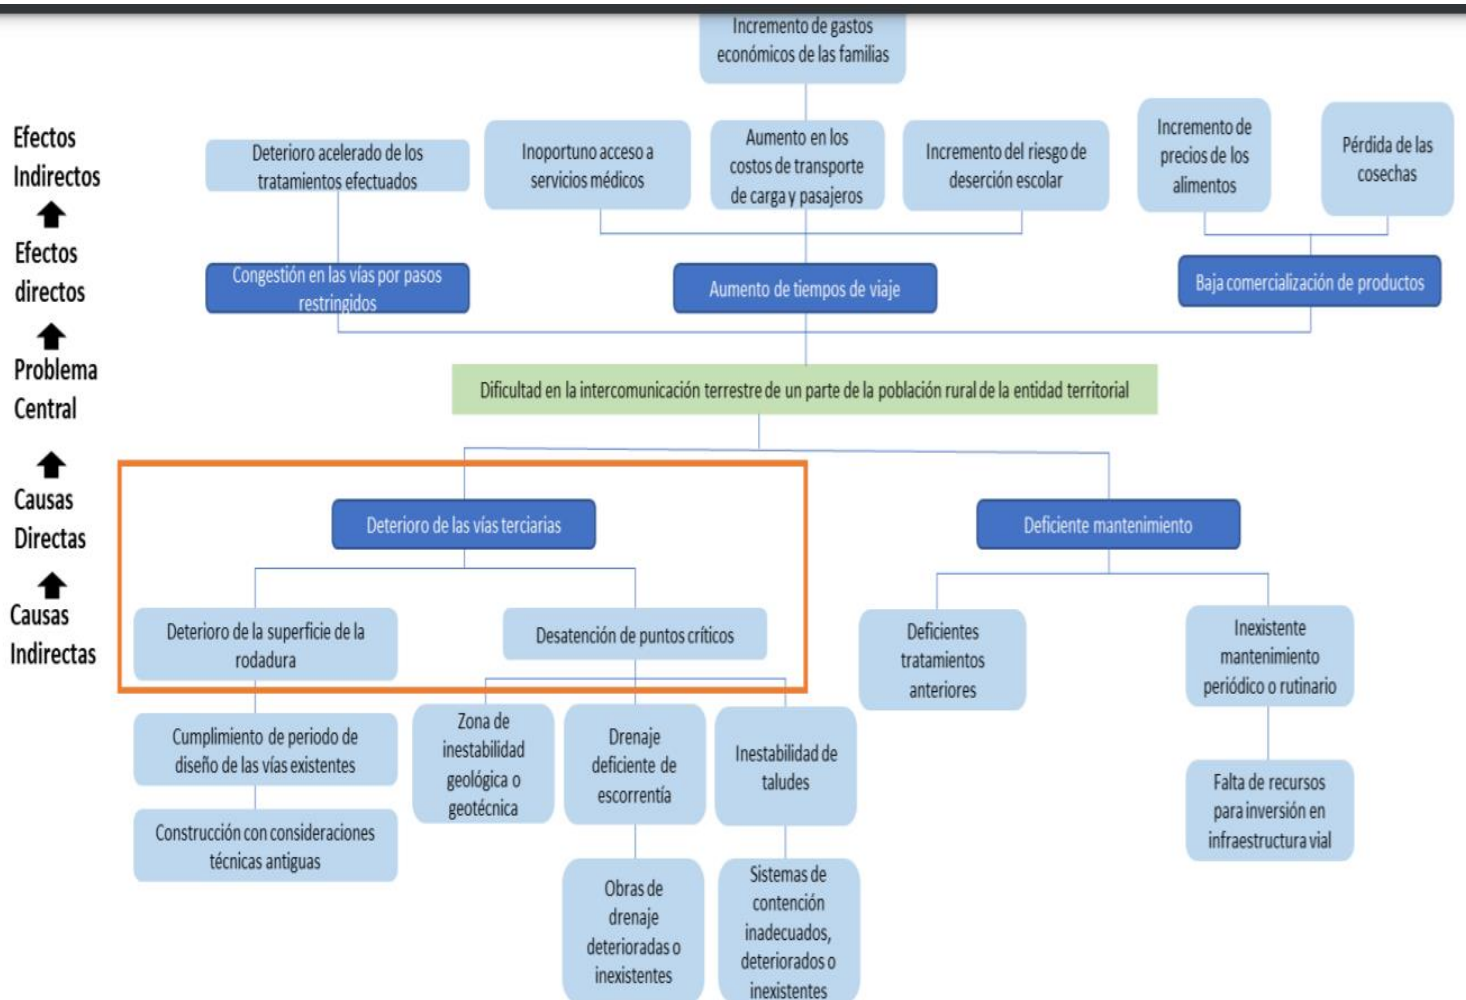 Incremento de gastos
económicos de las familias
Efectos
Indirectos
Deterioro acelerado de los
tratamientos efectuados
Inoportuno acceso a
servicios médicos
Aumento en los
costos de transporte
de carga y pasajeros
Incremento del riesgo de
deserción escolar
Incremento de
precios de los
alimentos
Pérdida de las
cosechas
Efectos
directos
Congestión en las vías por pasos
restringidos
Aumento de tiempos de viaje
Baja comercialización de productos
Problema
Central
Dificultad en la intercomunicación terrestre de un parte de la población rural de la entidad territorial
Causas
Directas
Deterioro de las vías terciarias
Deficiente mantenimiento
Causas
Indirectas
Deterioro de la superficie de la
rodadura
Desatención de puntos críticos
Deficientes
tratamientos
anteriores
Inexistente
mantenimiento
periódico o rutinario
Cumplimiento de periodo de
diseño de las vías existentes
Zona de
inestabilidad
geológica o
geotécnica
Drenaje
deficiente de
escorrentía
Inestabilidad de
taludes
Falta de recursos
para inversión en
infraestructura vial
Construcción con consideraciones
técnicas antiguas
Obras de
drenaje
deterioradas o
inexistentes
Sistemas de
contención
inadecuados,
deteriorados o
inexistentes